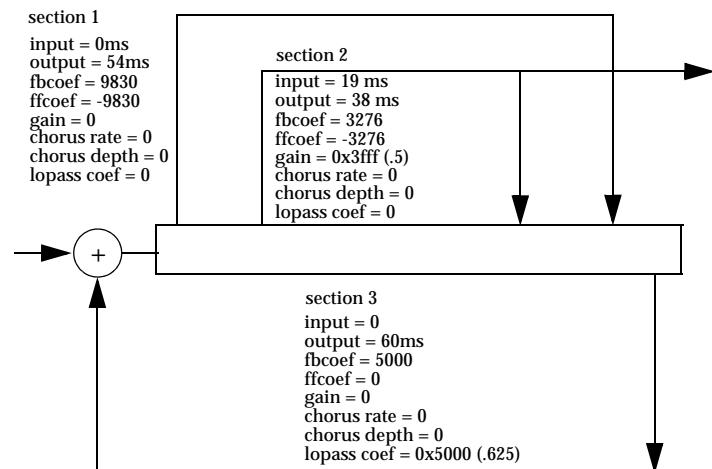 section 1
input = 0ms
output = 54ms
fbcoef = 9830
ffcoef = -9830
gain = 0
chorus rate = 0
chorus depth = 0
lopass coef = 0
section 2
input = 19 ms
output = 38 ms
fbcoef = 3276
ffcoef = -3276
gain = 0x3fff (.5)
chorus rate = 0
chorus depth = 0
lopass coef = 0
+
section 3
input = 0
output = 60ms
fbcoef = 5000
ffcoef = 0
gain = 0
chorus rate = 0
chorus depth = 0
lopass coef = 0x5000 (.625)